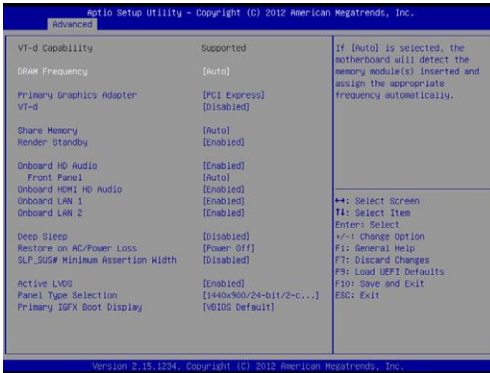 Aptio Setup Utility – Copyright (C) 2012 American Megatrends, Inc.
Advanced
VT-d Capability Supported
DRAM Frequency [Auto]
Primary Graphics Adapter [PCI Express]
VT-d [Disabled]
Share Memory [Auto]
Render Standby [Enabled]
Onboard HD Audio [Enabled]
Front Panel [Auto]
Onboard HDMI HD Audio [Enabled]
Onboard LAN 1 [Enabled]
Onboard LAN 2 [Enabled]
Deep Sleep [Disabled]
Restore on AC/Power Loss [Power Off]
SLP_SUS# Minimum Assertion Width [Disabled]
Active LVDS [Enabled]
Panel Type Selection [1440x900/24-bit/2-c...]
Primary IGFX Boot Display [VBIOS Default]
If [Auto] is selected, the
motherboard will detect the
memory module(s) inserted and
assign the appropriate
frequency automatically.
↔: Select Screen
↑↓: Select Item
Enter: Select
+/-: Change Option
F1: General Help
F7: Discard Changes
F9: Load UEFI Defaults
F10: Save and Exit
ESC: Exit
Version 2.15.1234. Copyright (C) 2012 American Megatrends, Inc.